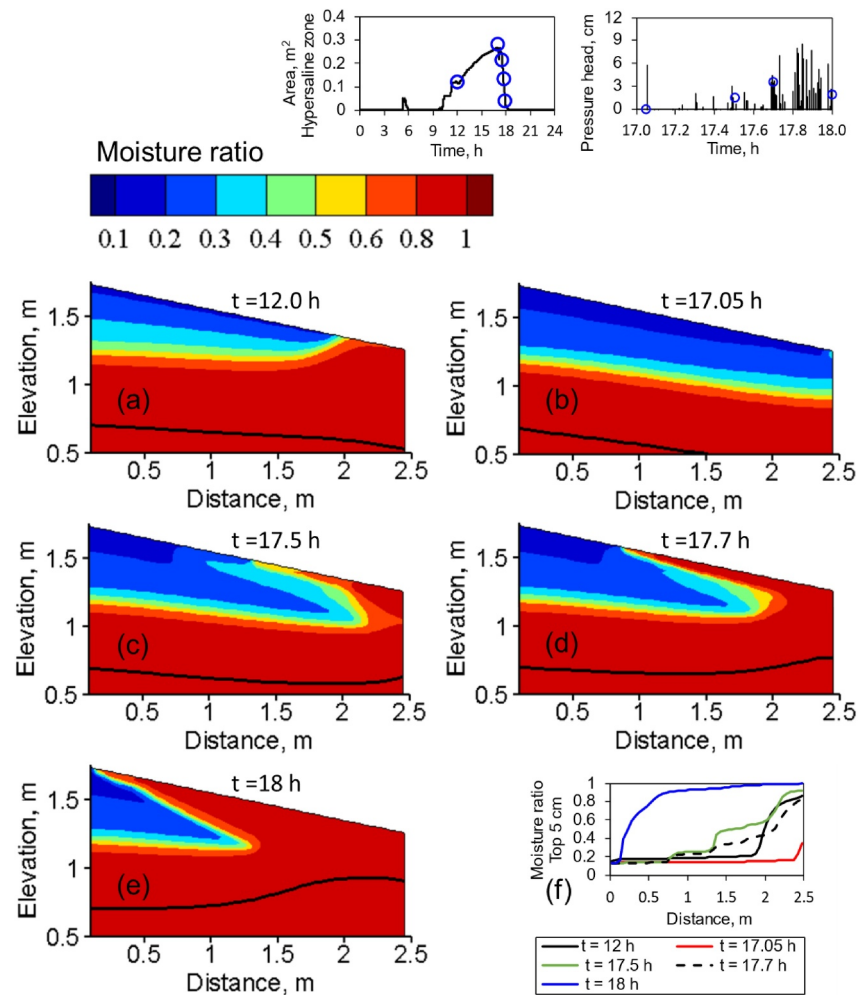 0.4
0.3
0.2
0.1
0
Area, m2
Hypersaline zone
0 3 6 9 12 15 18 21 24
Time, h
12
9
6
3
0
Pressure head, cm
17.0 17.2 17.4 17.6 17.8 18.0
Time, h
Moisture ratio
0.1 0.2 0.3 0.4 0.5 0.6 0.8 1
t =12.0 h
1.5
1
0.5
Elevation, m
(a)
0.5 1 1.5 2 2.5
Distance, m
t =17.05 h
1.5
1
0.5
Elevation, m
(b)
0.5 1 1.5 2 2.5
Distance, m
t =17.5 h
1.5
1
0.5
Elevation, m
(c)
0.5 1 1.5 2 2.5
Distance, m
t =17.7 h
1.5
1
0.5
Elevation, m
(d)
0.5 1 1.5 2 2.5
Distance, m
t =18 h
1.5
1
0.5
Elevation, m
(e)
0.5 1 1.5 2 2.5
Distance, m
1
0.8
0.6
0.4
0.2
0
Moisture ratio
Top 5 cm
(f)
0 0.5 1 1.5 2 2.5
Distance, m
t = 12 h
t = 17.05 h
t = 17.5 h
t = 17.7 h
t = 18 h